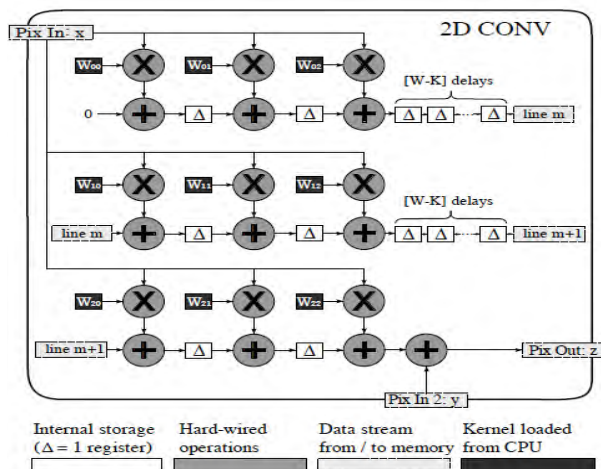 Pix In: x
2D CONV
W00 X W01 X W02 X
[W-K] delays
0 + Δ + Δ + Δ Δ Δ line m
W10 X W11 X W12 X
[W-K] delays
line m + Δ + Δ + Δ Δ Δ line m+1
W20 X W21 X W22 X
line m+1 + Δ + Δ + + Pix Out: z
Pix In 2: y
Internal storage
(Δ = 1 register)
Hard-wired
operations
Data stream
from / to memory
Kernel loaded
from CPU